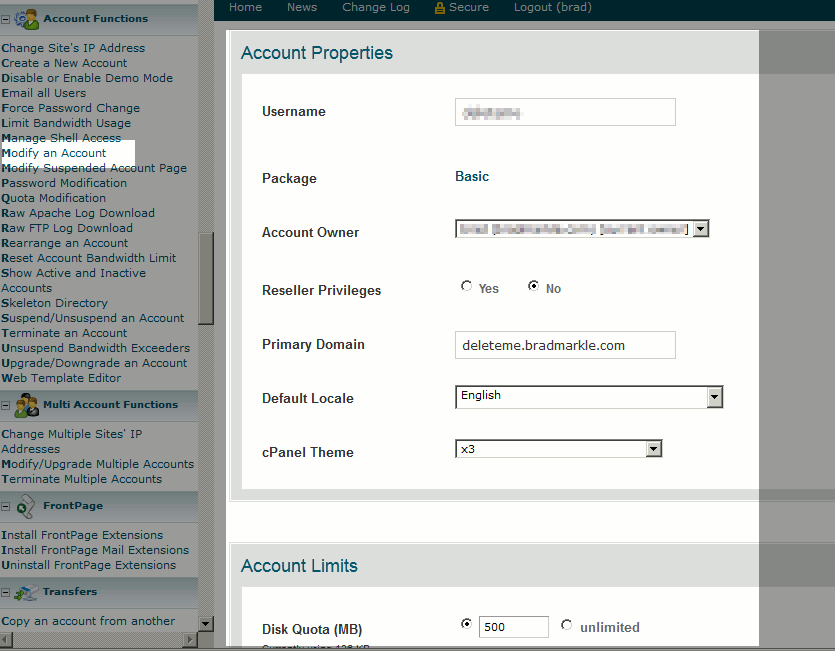 Home News Change Log Secure Logout (brad)
Account Functions
Change Site's IP Address
Create a New Account
Disable or Enable Demo Mode
Email all Users
Force Password Change
Limit Bandwidth Usage
Manage Shell Access
Modify an Account
Modify Suspended Account Page
Password Modification
Quota Modification
Raw Apache Log Download
Raw FTP Log Download
Rearrange an Account
Reset Account Bandwidth Limit
Show Active and Inactive
Accounts
Skeleton Directory
Suspend/Unsuspend an Account
Terminate an Account
Unsuspend Bandwidth Exceeders
Upgrade/Downgrade an Account
Web Template Editor
Multi Account Functions
Change Multiple Sites' IP
Addresses
Modify/Upgrade Multiple Accounts
Terminate Multiple Accounts
FrontPage
Install FrontPage Extensions
Install FrontPage Mail Extensions
Uninstall FrontPage Extensions
Transfers
Copy an account from another
Account Properties
Username
Package Basic
Account Owner
Reseller Privileges Yes No
Primary Domain deleteme.bradmarkle.com
Default Locale English
cPanel Theme x3
Account Limits
Disk Quota (MB) 500 unlimited